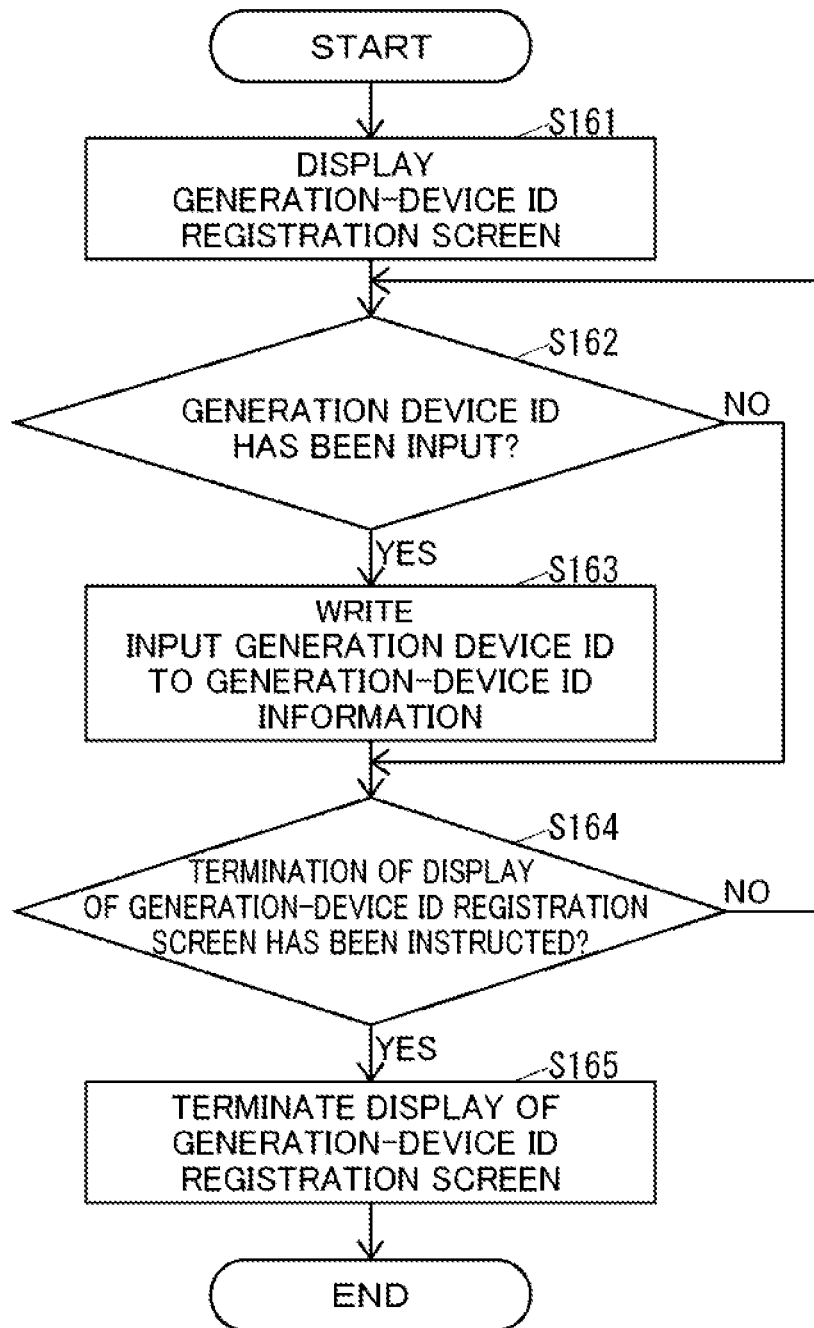 START
S161
DISPLAY
GENERATION-DEVICE ID
REGISTRATION SCREEN
S162
GENERATION DEVICE ID
HAS BEEN INPUT?
NO
YES
S163
WRITE
INPUT GENERATION DEVICE ID
TO GENERATION-DEVICE ID
INFORMATION
S164
TERMINATION OF DISPLAY
OF GENERATION-DEVICE ID REGISTRATION
SCREEN HAS BEEN INSTRUCTED?
NO
YES
S165
TERMINATE DISPLAY OF
GENERATION-DEVICE ID
REGISTRATION SCREEN
END